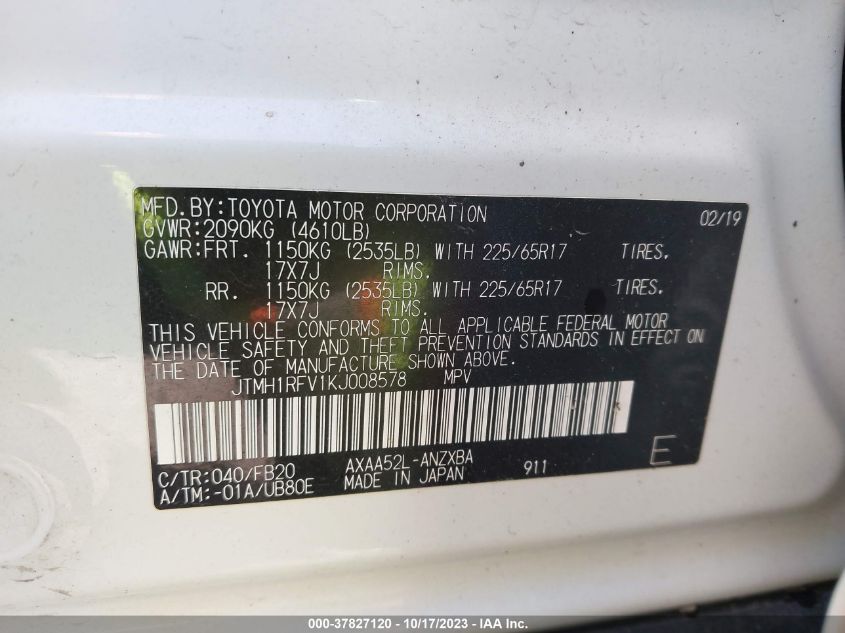 MFD.BY:TOYOTA MOTOR CORPORATION 02/19
GVWR:2090KG (4610LB)
GAWR:FRT. 1150KG (2535LB) WITH 225/65R17 TIRES.
17X7J RIMS.
RR. 1150KG (2535LB) WITH 225/65R17 TIRES.
17X7J RIMS.
THIS VEHICLE CONFORMS TO ALL APPLICABLE FEDERAL MOTOR
VEHICLE SAFETY AND THEFT PREVENTION STANDARDS IN EFFECT ON
THE DATE OF MANUFACTURE SHOWN ABOVE.
JTMH1RFV1KJ008578 MPV
C/TR:040/FB20 AXAA52L-ANZXBA
A/TM:-01A/UB80E MADE IN JAPAN 911 E
000-37827120 - 10/17/2023 - IAA Inc.